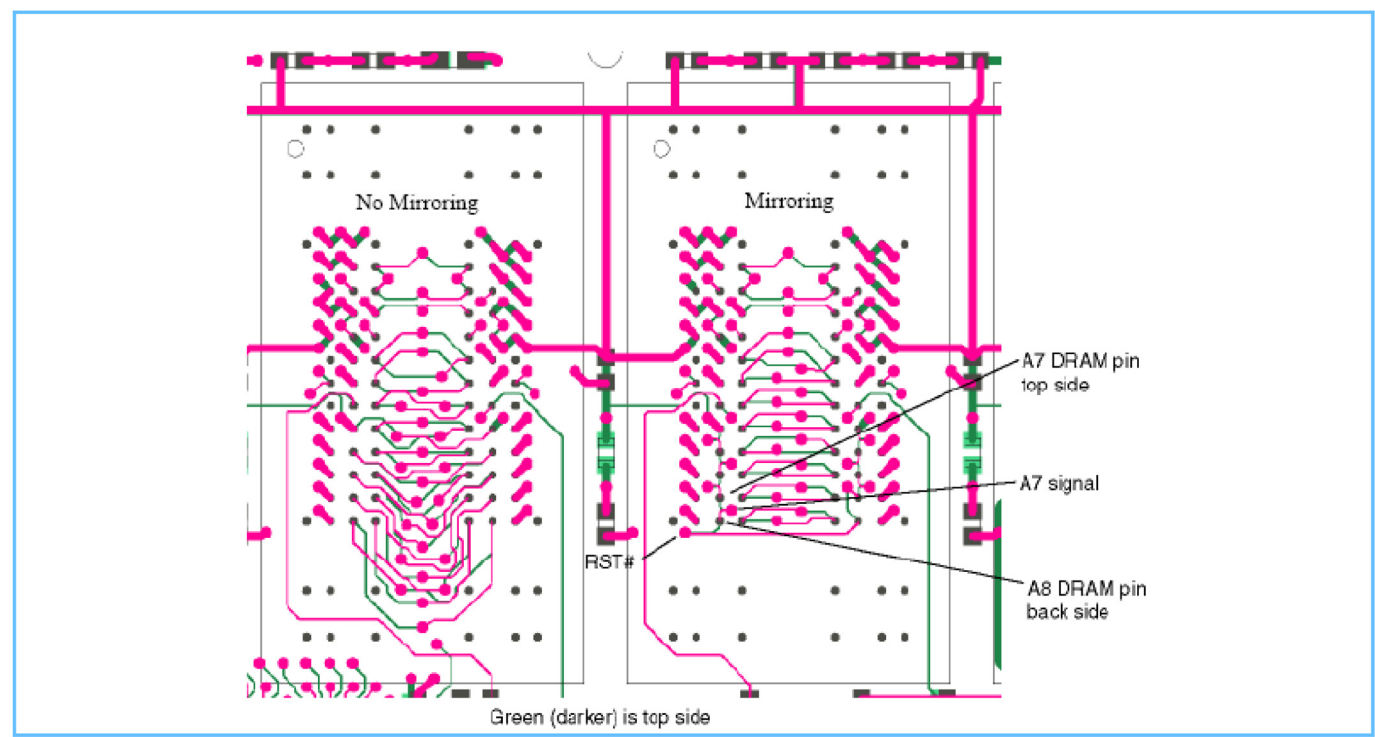 No Mirroring
Mirroring
A7 DRAM pin
top side
A7 signal
RST#
A8 DRAM pin
back side
Green (darker) is top side